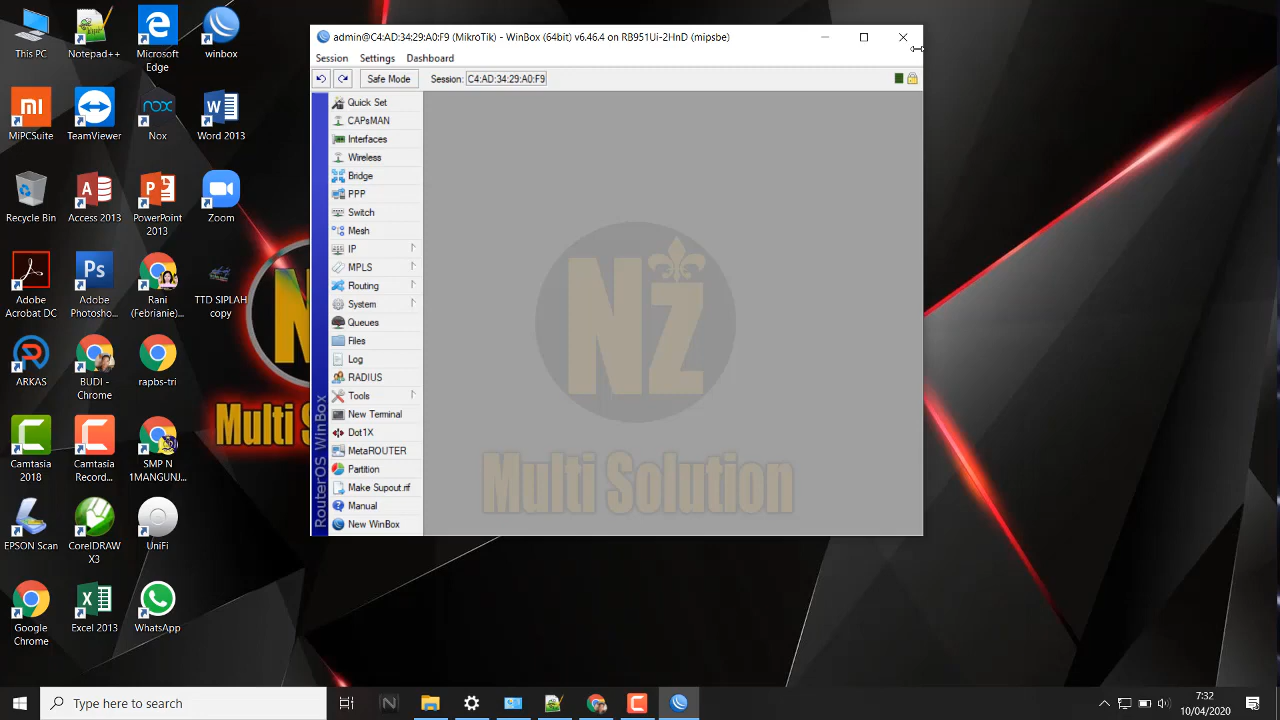 This PC
Notepad++
Microsoft
Edge
winbox
MiPCSuite
TeamViewer
Nox
Word 2013
Recycle Bin
Access 2013
PowerPoint
2013
Zoom
Adobe
Acrobat DC
Adobe
Photosho...
Rani
(Febrianie)...
TTD SIPLAH
copy
ARKAS
BUDI -
Chrome
rapbs-tri
Camtasia
2018
Camtasia
Record...
SMP N
1MANGUNJ...
EPSON Scan
CorelDRAW
X3
UniFi
Google
Chrome
Excel 2013
WhatsApp
admin@C4:AD:34:29:A0:F9 (MikroTik) - WinBox (64bit) v6.46.4 on RB951Ui-2HnD (mipsbe)
Session Settings Dashboard
Safe Mode Session: C4:AD:34:29:A0:F9
Quick Set
CAPsMAN
Interfaces
Wireless
Bridge
PPP
Switch
Mesh
IP
MPLS
Routing
System
Queues
Files
Log
RADIUS
Tools
New Terminal
Dot1X
MetaROUTER
Partition
Make Supout.rif
Manual
New WinBox
RouterOS WinBox
NZ
Multi Solution
Multi
Type here to search
7:32
10/04/2020